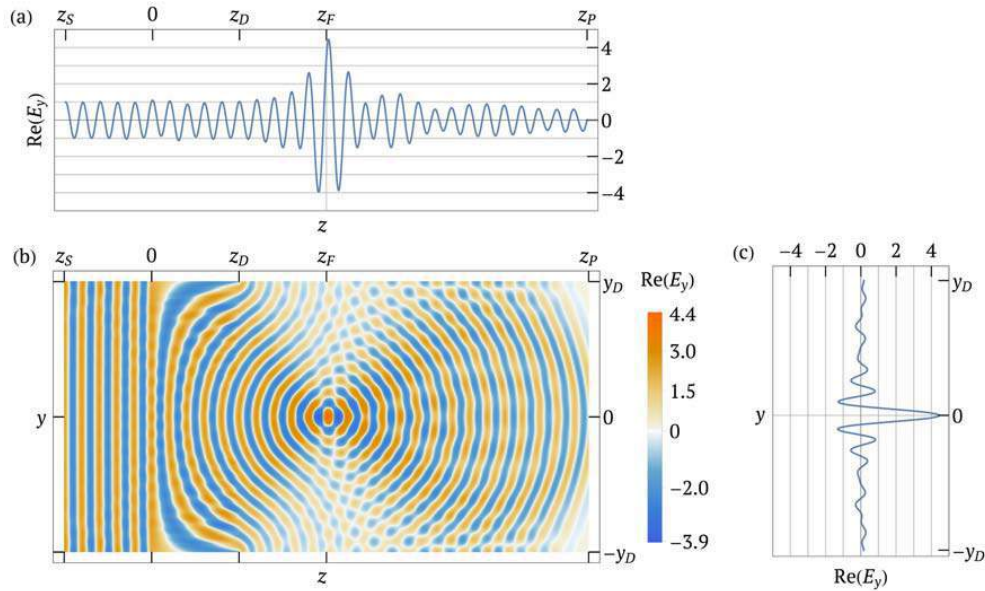 (a)
z_S 0 z_D z_F z_P
Re(E_y)
4
2
0
−2
−4
z
(b)
z_S 0 z_D z_F z_P
y
y_D
0
−y_D
z
Re(E_y)
4.4
3.0
1.5
0
−2.0
−3.9
(c)
−4 −2 0 2 4
y
y_D
0
−y_D
Re(E_y)